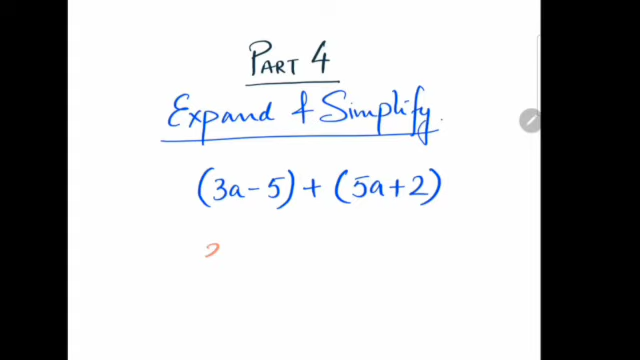 PART 4
Expand & Simplify.
(3a - 5) + (5a + 2)